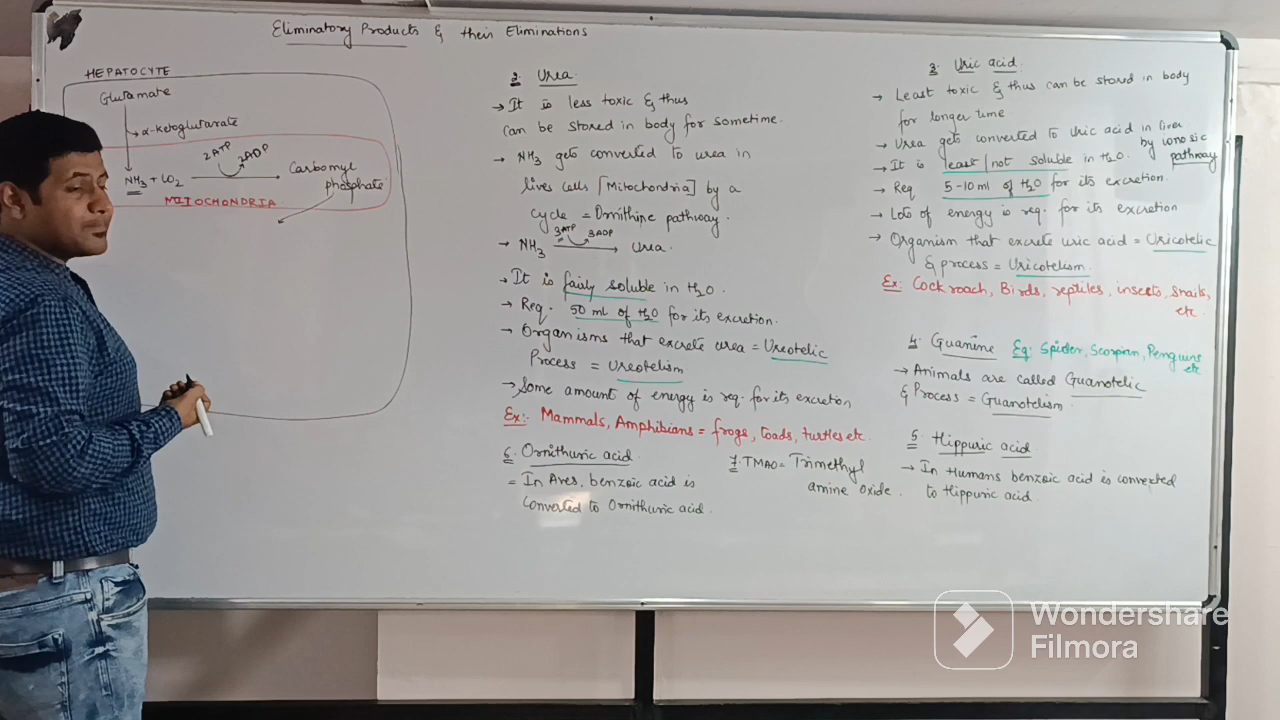 Eliminatory Products & their Eliminations
HEPATOCYTE
Glutamate
α-ketoglutarate
2ATP 2ADP
NH3 + CO2
Carbomyl
phosphate
MITOCHONDRIA
2. Urea
→ It is less toxic & thus
can be stored in body for sometime.
→ NH3 gets converted to urea in
liver cells [Mitochondria] by a
cycle = Ornithine pathway.
3ATP 3ADP
→ NH3 → Urea.
→ It is fairly soluble in H2O.
→ Req. 50 ml of H2O for its excretion.
→ Organisms that excrete urea = Ureotelic
Process = Ureotelism
→ Some amount of energy is req. for its excretion
Ex:- Mammals, Amphibians = frogs, toads, turtles etc.
6. Ornithuric acid.
= In Aves, benzoic acid is
converted to Ornithuric acid.
7. TMAO = Trimethyl
amine oxide.
3. Uric acid.
→ Least toxic & thus can be stored in body
for longer time
→ Urea gets converted to Uric acid in liver
by ionosic
pathway
→ It is least/not soluble in H2O.
→ Req 5-10 ml of H2O for its excretion.
→ Lots of energy is req. for its excretion
→ Organism that excrete uric acid = Uricotelic
& process = Uricotelism.
Ex: Cockroach, Birds, reptiles, insects, Snails,
etc.
4. Guanine Eg: Spider, Scorpion, Penguins
etc
→ Animals are called Guanotelic
& Process = Guanotelism.
5. Hippuric acid
→ In Humans benzoic acid is converted
to Hippuric acid.
Wondershare
Filmora